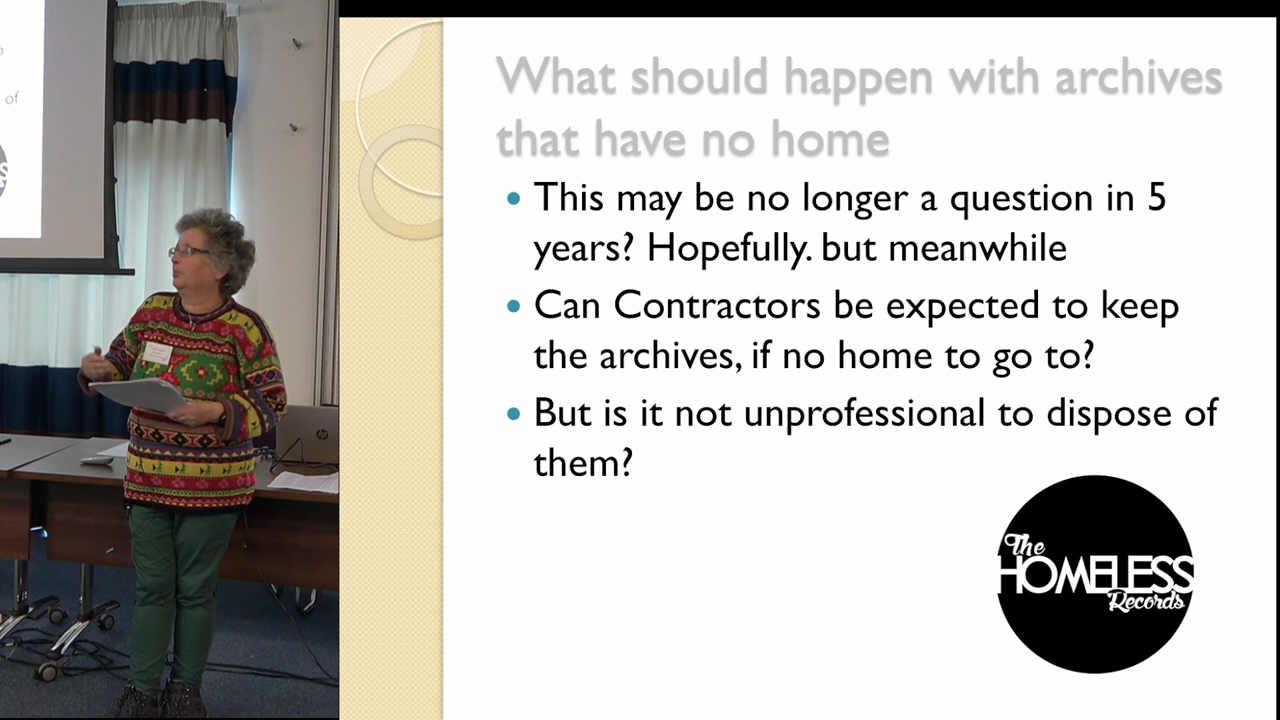 What should happen with archives
that have no home
This may be no longer a question in 5
years? Hopefully. but meanwhile
Can Contractors be expected to keep
the archives, if no home to go to?
But is it not unprofessional to dispose of
them?
The
HOMELESS
Records
of
hp